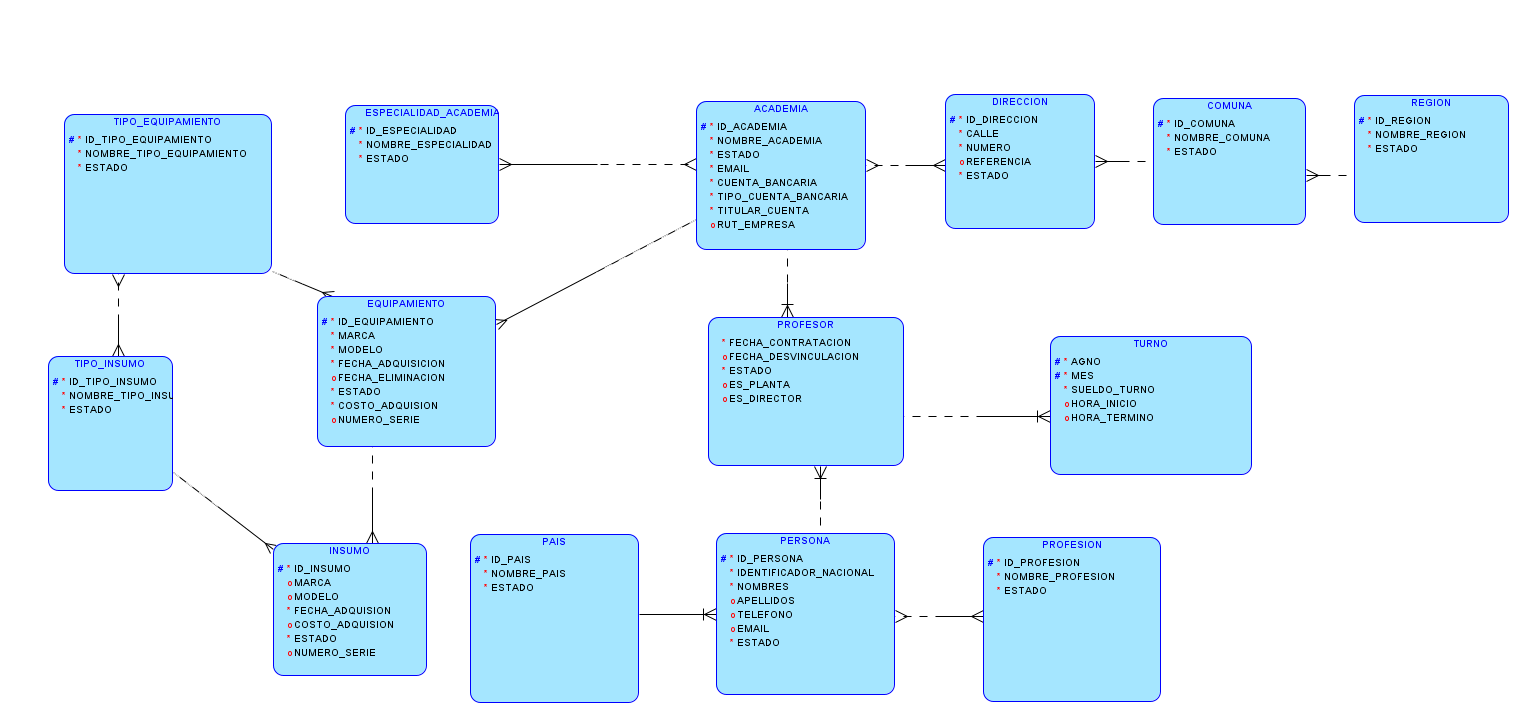 TIPO_EQUIPAMIENTO
# * ID_TIPO_EQUIPAMIENTO
* NOMBRE_TIPO_EQUIPAMIENTO
* ESTADO
ESPECIALIDAD_ACADEMIA
# * ID_ESPECIALIDAD
* NOMBRE_ESPECIALIDAD
* ESTADO
ACADEMIA
# * ID_ACADEMIA
* NOMBRE_ACADEMIA
* ESTADO
* EMAIL
* CUENTA_BANCARIA
* TIPO_CUENTA_BANCARIA
* TITULAR_CUENTA
o RUT_EMPRESA
DIRECCION
# * ID_DIRECCION
* CALLE
* NUMERO
o REFERENCIA
* ESTADO
COMUNA
# * ID_COMUNA
* NOMBRE_COMUNA
* ESTADO
REGION
# * ID_REGION
* NOMBRE_REGION
* ESTADO
EQUIPAMIENTO
# * ID_EQUIPAMIENTO
* MARCA
* MODELO
* FECHA_ADQUISICION
o FECHA_ELIMINACION
* ESTADO
* COSTO_ADQUISION
o NUMERO_SERIE
PROFESOR
* FECHA_CONTRATACION
o FECHA_DESVINCULACION
* ESTADO
o ES_PLANTA
o ES_DIRECTOR
TURNO
# * AGNO
# * MES
* SUELDO_TURNO
o HORA_INICIO
o HORA_TERMINO
TIPO_INSUMO
# * ID_TIPO_INSUMO
* NOMBRE_TIPO_INSU
* ESTADO
INSUMO
# * ID_INSUMO
o MARCA
o MODELO
* FECHA_ADQUISION
o COSTO_ADQUISION
* ESTADO
o NUMERO_SERIE
PAIS
# * ID_PAIS
* NOMBRE_PAIS
* ESTADO
PERSONA
# * ID_PERSONA
* IDENTIFICADOR_NACIONAL
* NOMBRES
o APELLIDOS
o TELEFONO
o EMAIL
* ESTADO
PROFESION
# * ID_PROFESION
* NOMBRE_PROFESION
* ESTADO